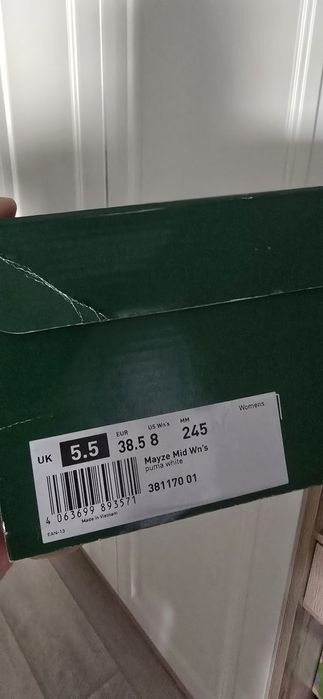 Womens
UK 5.5 EUR 38.5 US Wn's 8 MM 245
Mayze Mid Wn's
puma white
381170 01
4 063699 893571
Made in Vietnam
EAN-13